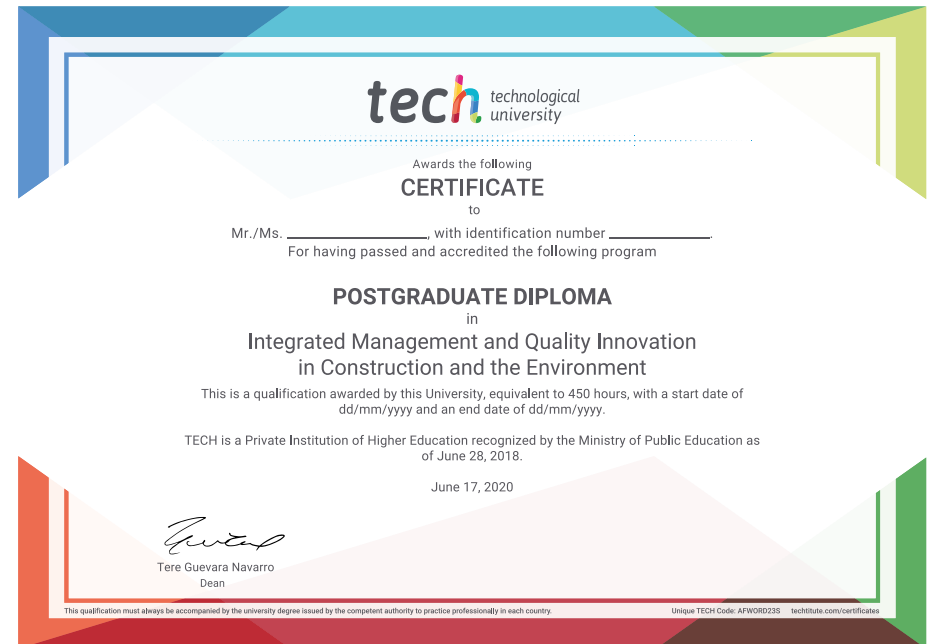 tech technological
university
Awards the following
CERTIFICATE
to
Mr./Ms. ____________________, with identification number ______________.
For having passed and accredited the following program
POSTGRADUATE DIPLOMA
in
Integrated Management and Quality Innovation
in Construction and the Environment
This is a qualification awarded by this University, equivalent to 450 hours, with a start date of
dd/mm/yyyy and an end date of dd/mm/yyyy.
TECH is a Private Institution of Higher Education recognized by the Ministry of Public Education as
of June 28, 2018.
June 17, 2020
Tere Guevara Navarro
Dean
This qualification must always be accompanied by the university degree issued by the competent authority to practice professionally in each country.
Unique TECH Code: AFWORD23S techtitute.com/certificates